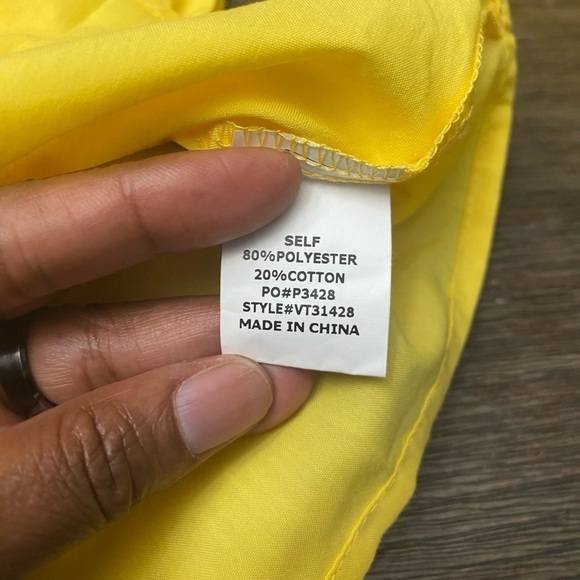 SELF
80%POLYESTER
20%COTTON
PO#P3428
STYLE#VT31428
MADE IN CHINA